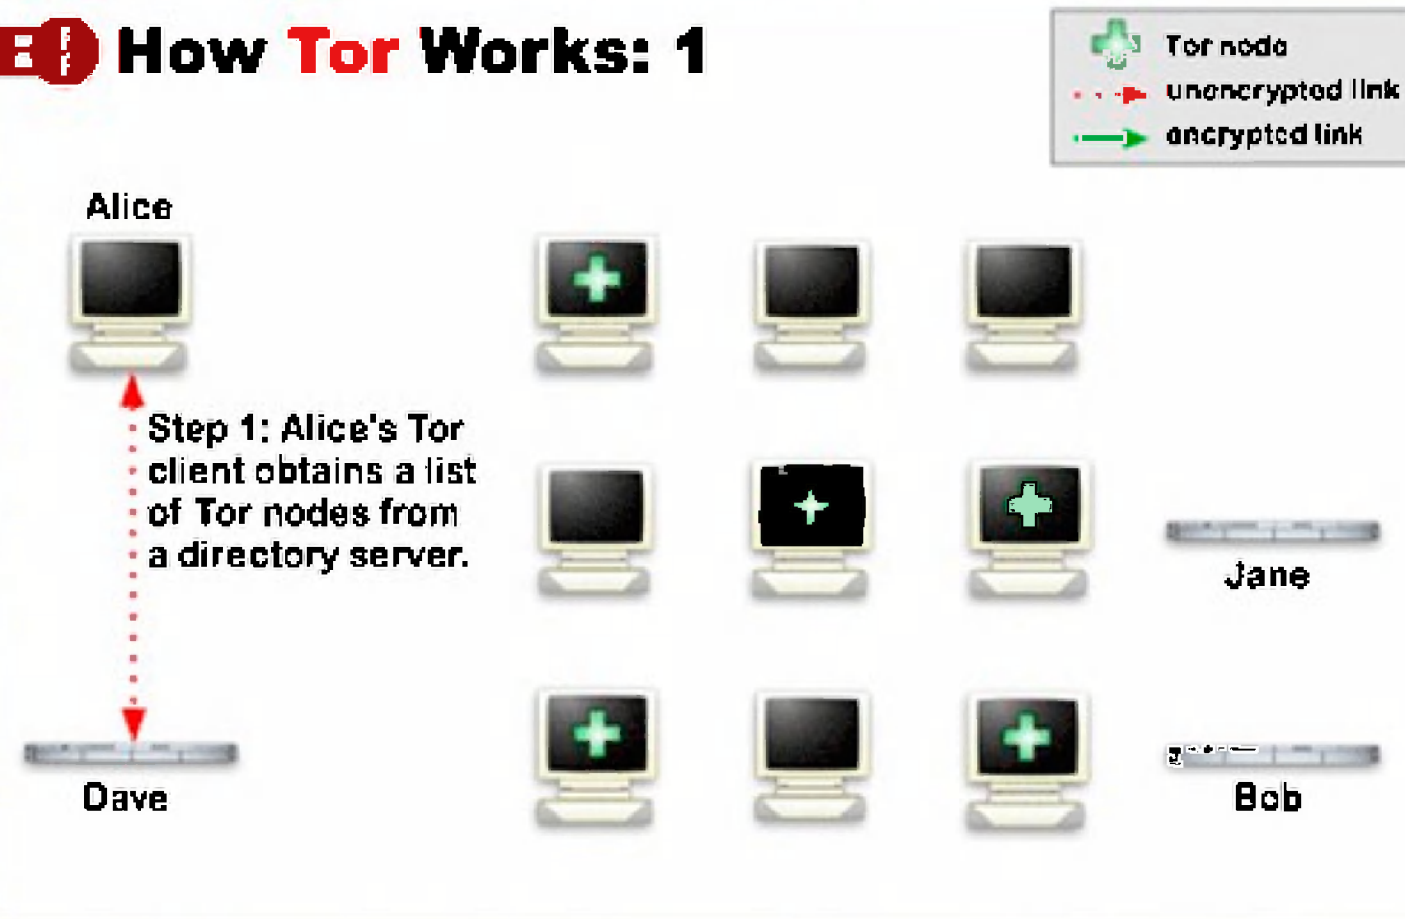 EFF How Tor Works: 1
Tor node
unencrypted link
encrypted link
Alice
Step 1: Alice's Tor
client obtains a list
of Tor nodes from
a directory server.
Jane
Dave
Bob